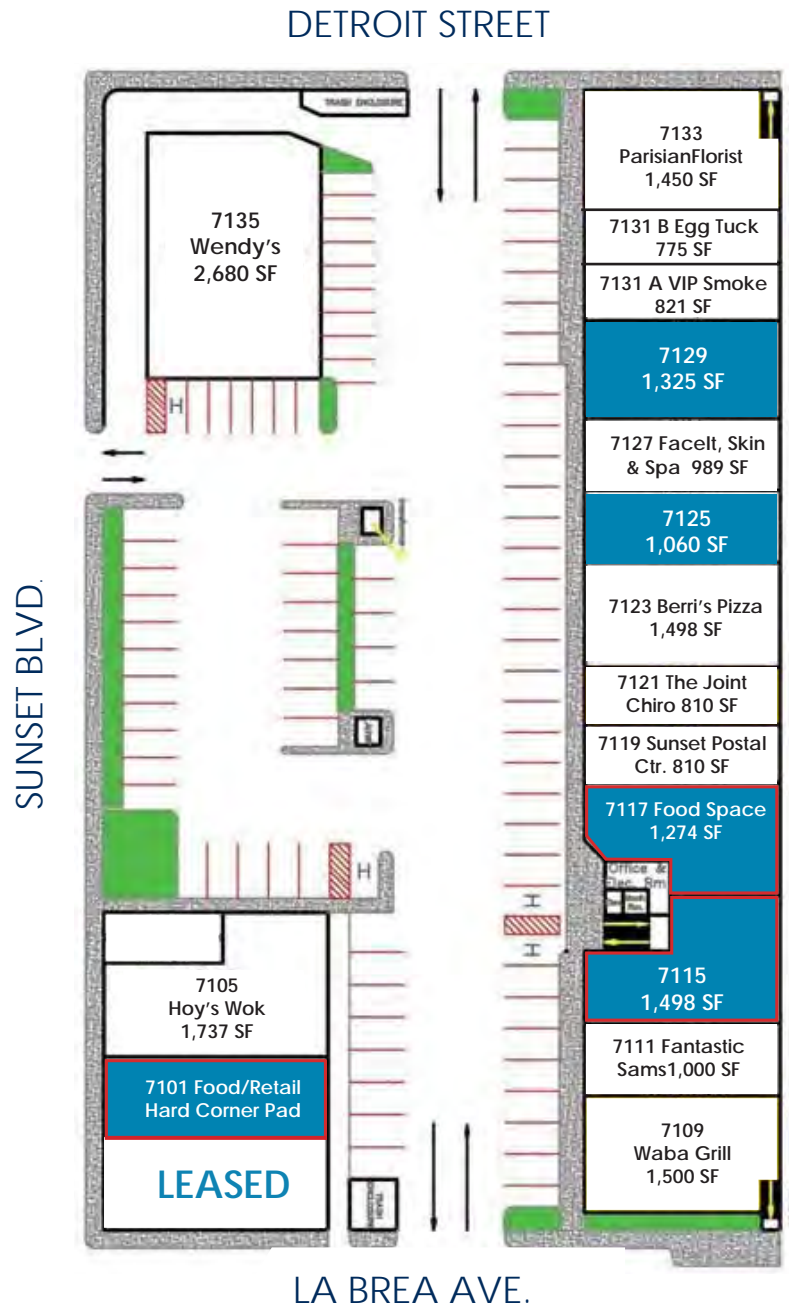 DETROIT STREET
TRASH ENCLOSURE
7135
Wendy's
2,680 SF
H
SUNSET BLVD.
H
7105
Hoy's Wok
1,737 SF
7101 Food/Retail
Hard Corner Pad
LEASED
TRASH
ENCLOSURE
7133
ParisianFlorist
1,450 SF
7131 B Egg Tuck
775 SF
7131 A VIP Smoke
821 SF
7129
1,325 SF
7127 FaceIt, Skin
& Spa 989 SF
7125
1,060 SF
7123 Berri's Pizza
1,498 SF
7121 The Joint
Chiro 810 SF
7119 Sunset Postal
Ctr. 810 SF
7117 Food Space
1,274 SF
Office &
Elec. Rm
H
H
7115
1,498 SF
7111 Fantastic
Sams1,000 SF
7109
Waba Grill
1,500 SF
LA BREA AVE.